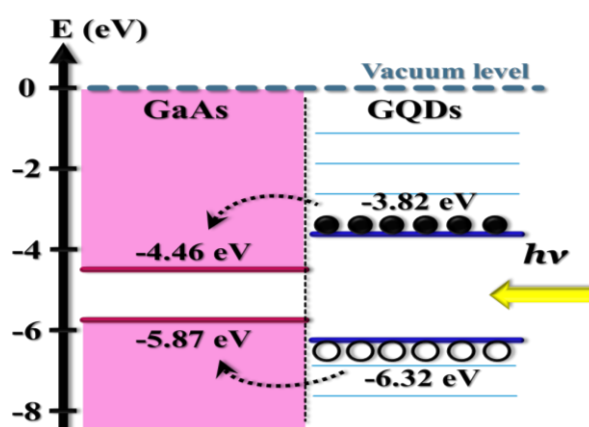 E (eV)
0
Vacuum level
GaAs
GQDs
-2
-3.82 eV
-4
-4.46 eV
hν
-6
-5.87 eV
-6.32 eV
-8